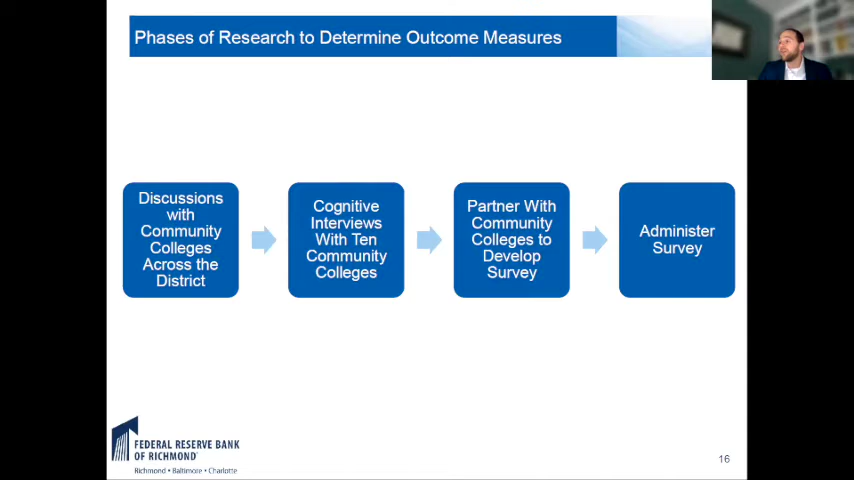 Phases of Research to Determine Outcome Measures
Discussions
with
Community
Colleges
Across the
District
Cognitive
Interviews
With Ten
Community
Colleges
Partner With
Community
Colleges to
Develop
Survey
Administer
Survey
FEDERAL RESERVE BANK
OF RICHMOND
Richmond • Baltimore • Charlotte
16